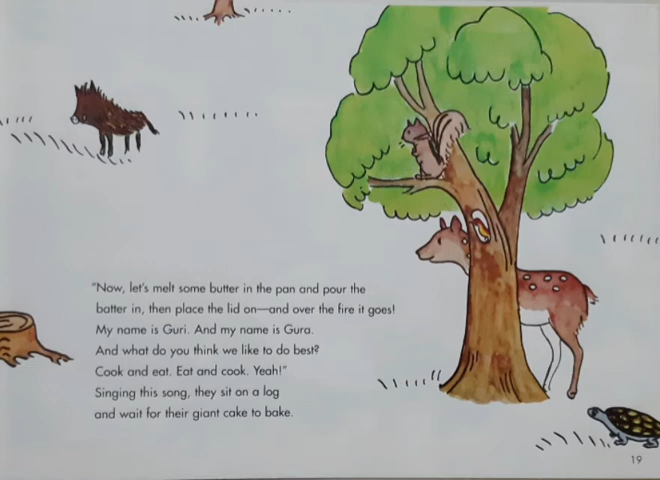 "Now, let's melt some butter in the pan and pour the
batter in, then place the lid on—and over the fire it goes!
My name is Guri. And my name is Gura.
And what do you think we like to do best?
Cook and eat. Eat and cook. Yeah!"
Singing this song, they sit on a log
and wait for their giant cake to bake.
19